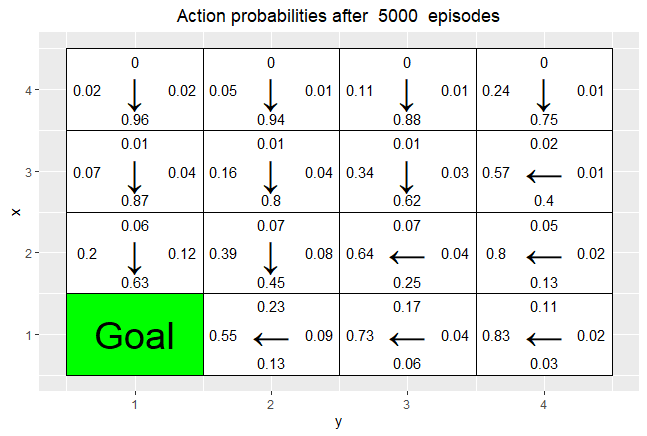 Action probabilities after 5000 episodes
0 0 0 0
4 0.02 0.02 0.05 0.01 0.11 0.01 0.24 0.01
0.96 0.94 0.88 0.75
0.01 0.01 0.01 0.02
3 0.07 0.04 0.16 0.04 0.34 0.03 0.57 0.01
0.87 0.8 0.62 0.4
x
0.06 0.07 0.07 0.05
2 0.2 0.12 0.39 0.08 0.64 0.04 0.8 0.02
0.63 0.45 0.25 0.13
0.23 0.17 0.11
1 Goal 0.55 0.09 0.73 0.04 0.83 0.02
0.13 0.06 0.03
1 2 3 4
y